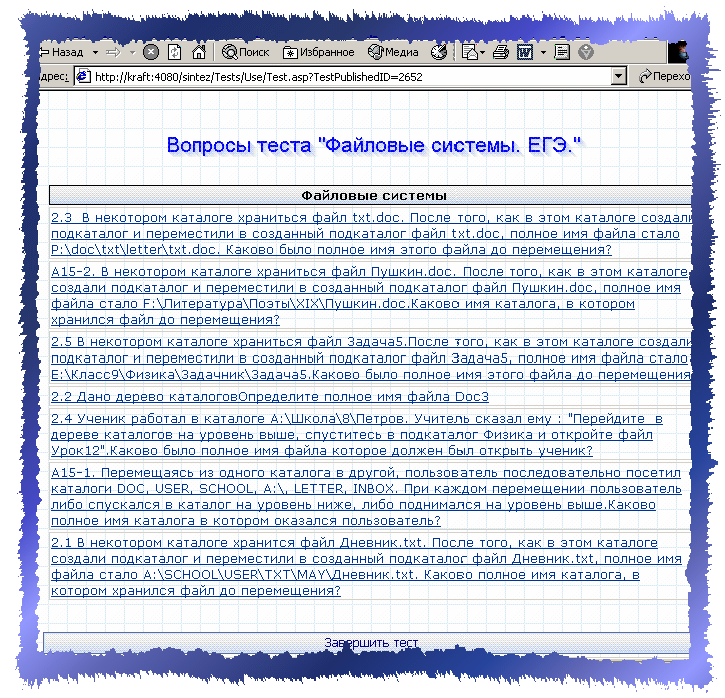 Назад Поиск Избранное Медиа
дрес: http://kraft:4080/sintez/Tests/Use/Test.asp?TestPublishedID=2652 Перехо
Вопросы теста "Файловые системы. ЕГЭ."
Файловые системы
2.3 В некотором каталоге храниться файл txt.doc. После того, как в этом каталоге создали
подкаталог и переместили в созданный подкаталог файл txt.doc, полное имя файла стало
P:\doc\txt\letter\txt.doc. Каково было полное имя этого файла до перемещения?
A15-2. В некотором каталоге храниться файл Пушкин.doc. После того, как в этом каталоге
создали подкаталог и переместили в созданный подкаталог файл Пушкин.doc, полное имя
файла стало F:\Литература\Поэты\XIX\Пушкин.doc.Каково имя каталога, в котором
хранился файл до перемещения?
2.5 В некотором каталоге храниться файл Задача5.После того, как в этом каталоге создали
подкаталог и переместили в созданный подкаталог файл Задача5, полное имя файла стало
E:\Класс9\Физика\Задачник\Задача5.Каково было полное имя этого файла до перемещения
2.2 Дано дерево каталоговОпределите полное имя файла Doc3
2.4 Ученик работал в каталоге A:\Школа\8\Петров. Учитель сказал ему : "Перейдите в
дереве каталогов на уровень выше, спуститесь в подкаталог Физика и откройте файл
Урок12".Каково было полное имя файла которое должен был открыть ученик?
A15-1. Перемещаясь из одного каталога в другой, пользователь последовательно посетил
каталоги DOC, USER, SCHOOL, A:\, LETTER, INBOX. При каждом перемещении пользователь
либо спускался в каталог на уровень ниже, либо поднимался на уровень выше.Каково
полное имя каталога в котором оказался пользователь?
2.1 В некотором каталоге хранится файл Дневник.txt. После того, как в этом каталоге
создали подкаталог и переместили в созданный подкаталог файл Дневник.txt, полное имя
файла стало A:\SCHOOL\USER\TXT\MAY\Дневник.txt. Каково полное имя каталога, в
котором хранился файл до перемещения?
Завершить тест